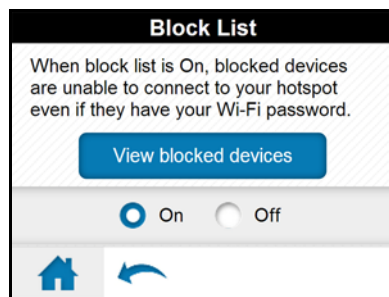 Block List
When block list is On, blocked devices
are unable to connect to your hotspot
even if they have your Wi-Fi password.
View blocked devices
On Off